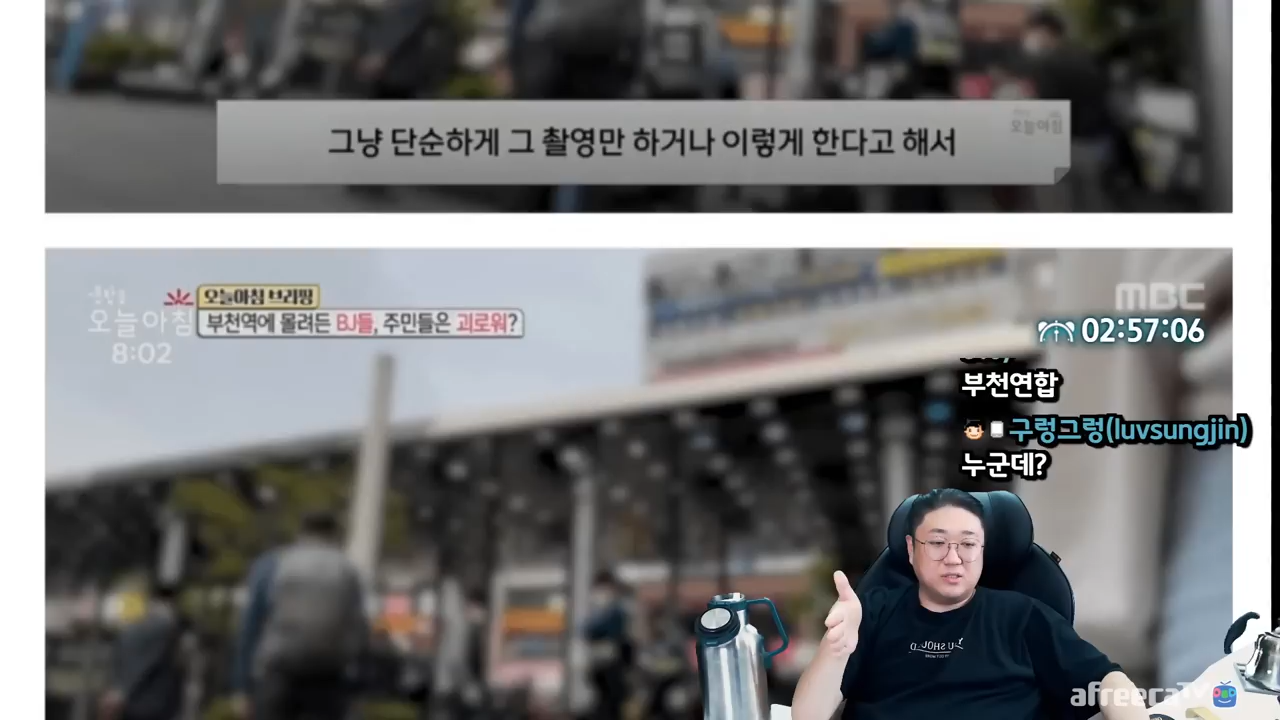 그냥 단순하게 그 촬영만 하거나 이렇게 한다고 해서
오늘아침
생방송
오늘아침
8:02
오늘아침 브리핑
부천역에 몰려든 BJ들, 주민들은 괴로워?
MBC
02:57:06
부천연합
구렁그렁(luvsungjin)
누군데?
afreecaTV